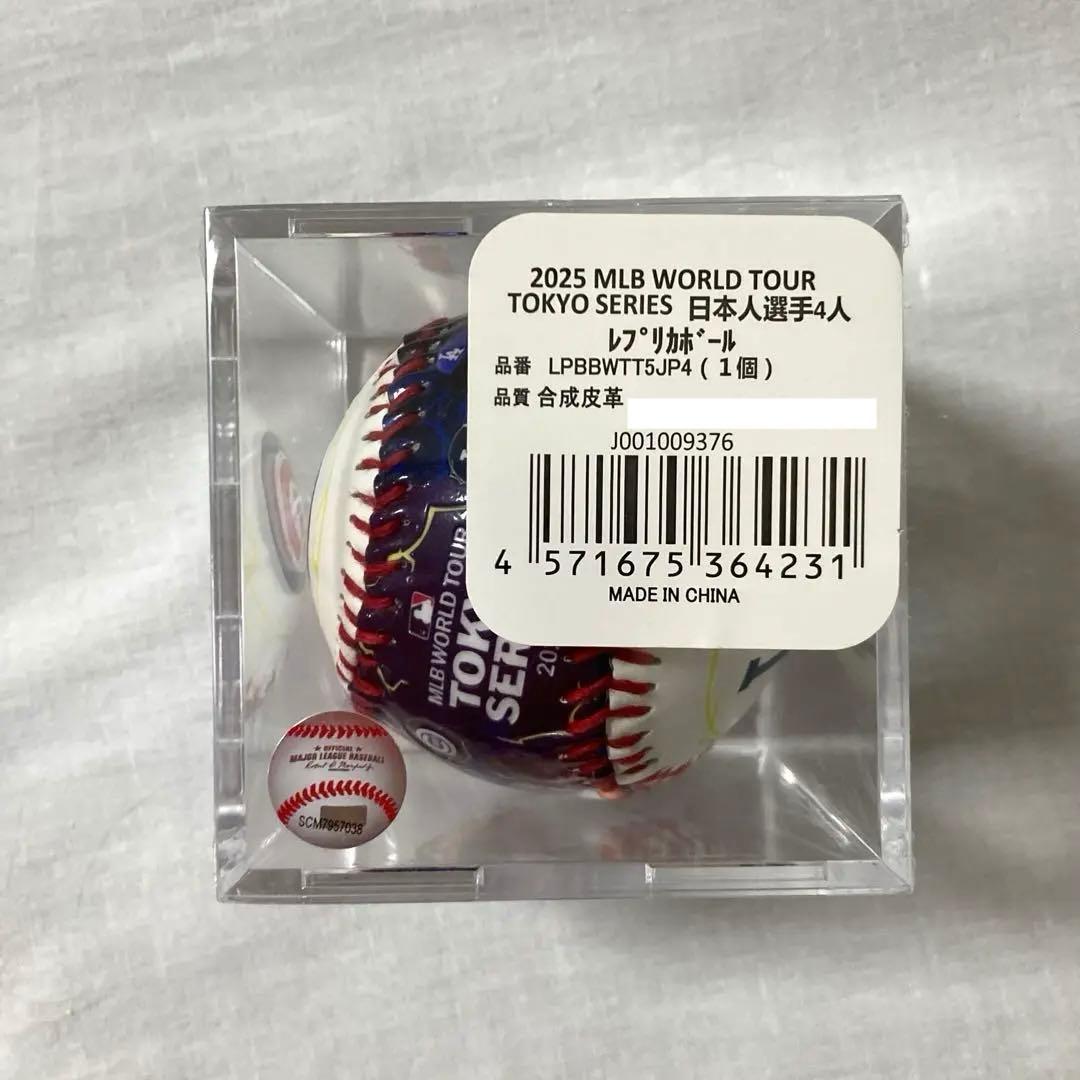 2025 MLB WORLD TOUR
TOKYO SERIES 日本人選手4人
ﾚﾌﾟﾘｶﾎﾞｰﾙ
品番 LPBBWTT5JP4 ( 1個 )
品質 合成皮革
J001009376
4 571675 364231
MADE IN CHINA
MLB WORLD TOUR
TOK
SER
20
OFFICIAL
MAJOR LEAGUE BASEBALL
SCM7957038